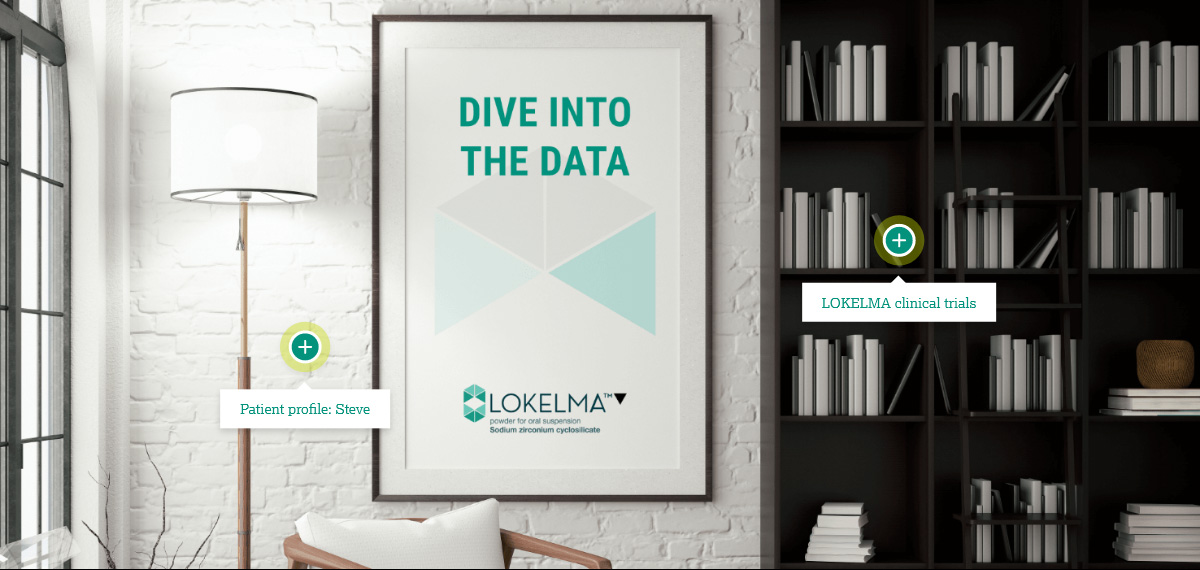 DIVE INTO
THE DATA
LOKELMA™▼
powder for oral suspension
Sodium zirconium cyclosilicate
Patient profile: Steve
LOKELMA clinical trials